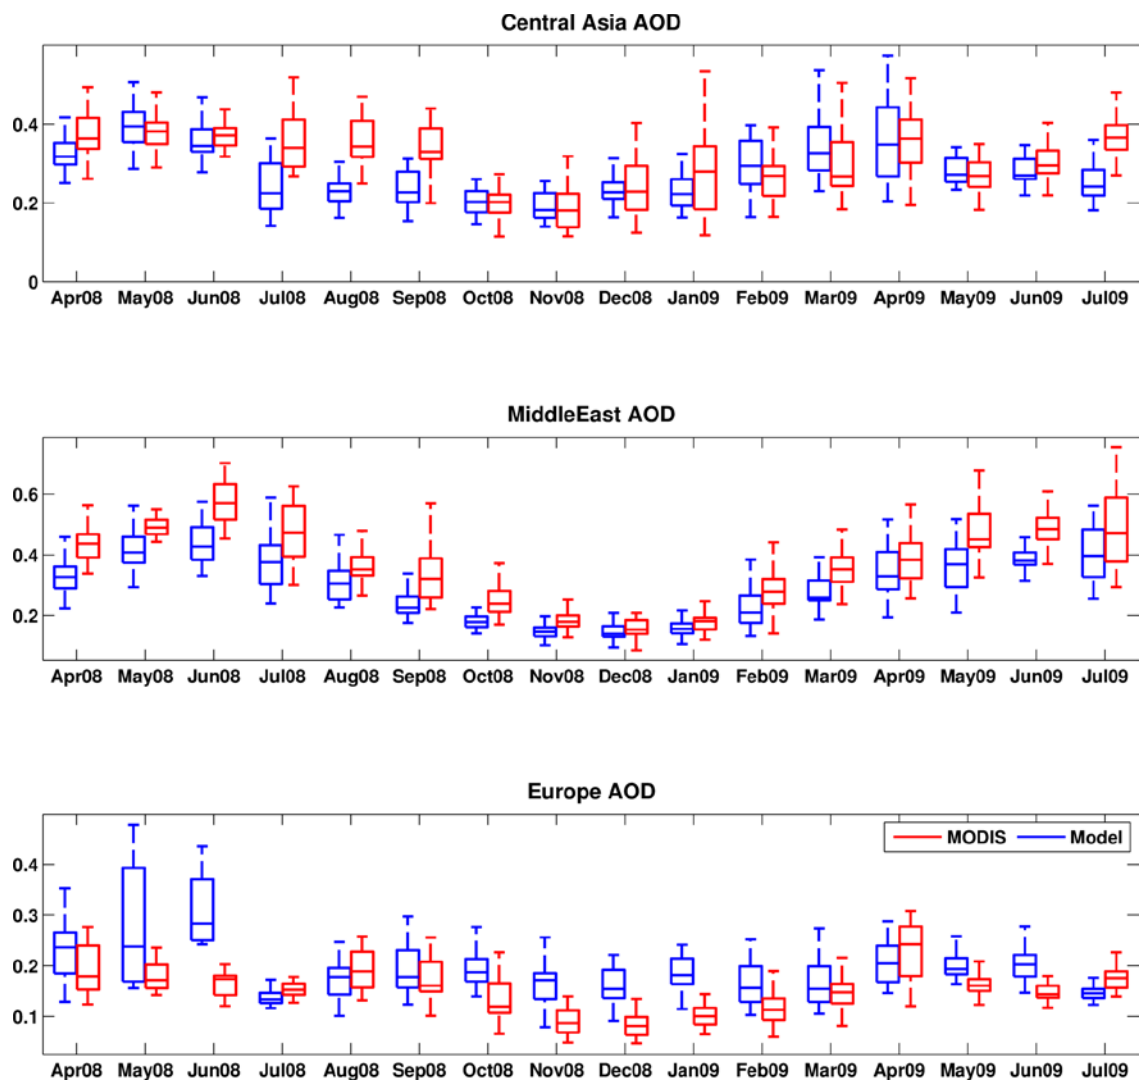 Central Asia AOD
0.4
0.2
0
Apr08 May08 Jun08 Jul08 Aug08 Sep08 Oct08 Nov08 Dec08 Jan09 Feb09 Mar09 Apr09 May09 Jun09 Jul09
MiddleEast AOD
0.6
0.4
0.2
Apr08 May08 Jun08 Jul08 Aug08 Sep08 Oct08 Nov08 Dec08 Jan09 Feb09 Mar09 Apr09 May09 Jun09 Jul09
Europe AOD
MODIS Model
0.4
0.3
0.2
0.1
Apr08 May08 Jun08 Jul08 Aug08 Sep08 Oct08 Nov08 Dec08 Jan09 Feb09 Mar09 Apr09 May09 Jun09 Jul09